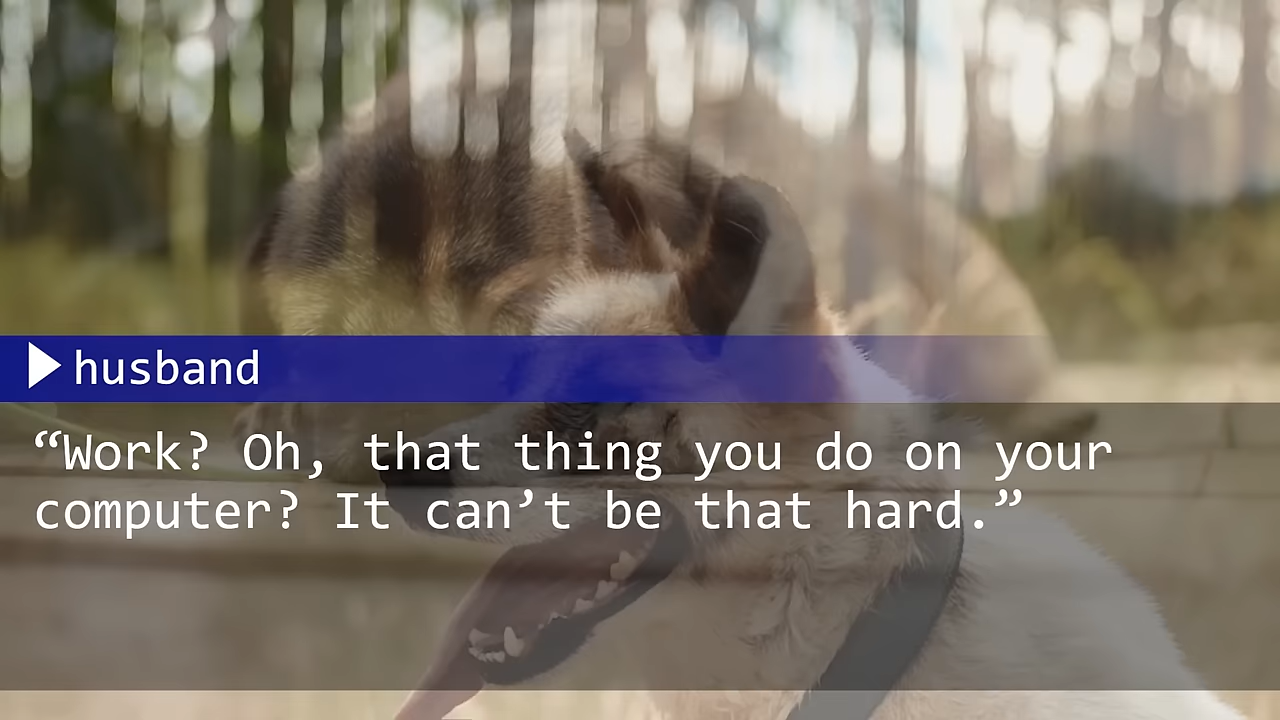 husband
“Work? Oh, that thing you do on your
computer? It can’t be that hard.”